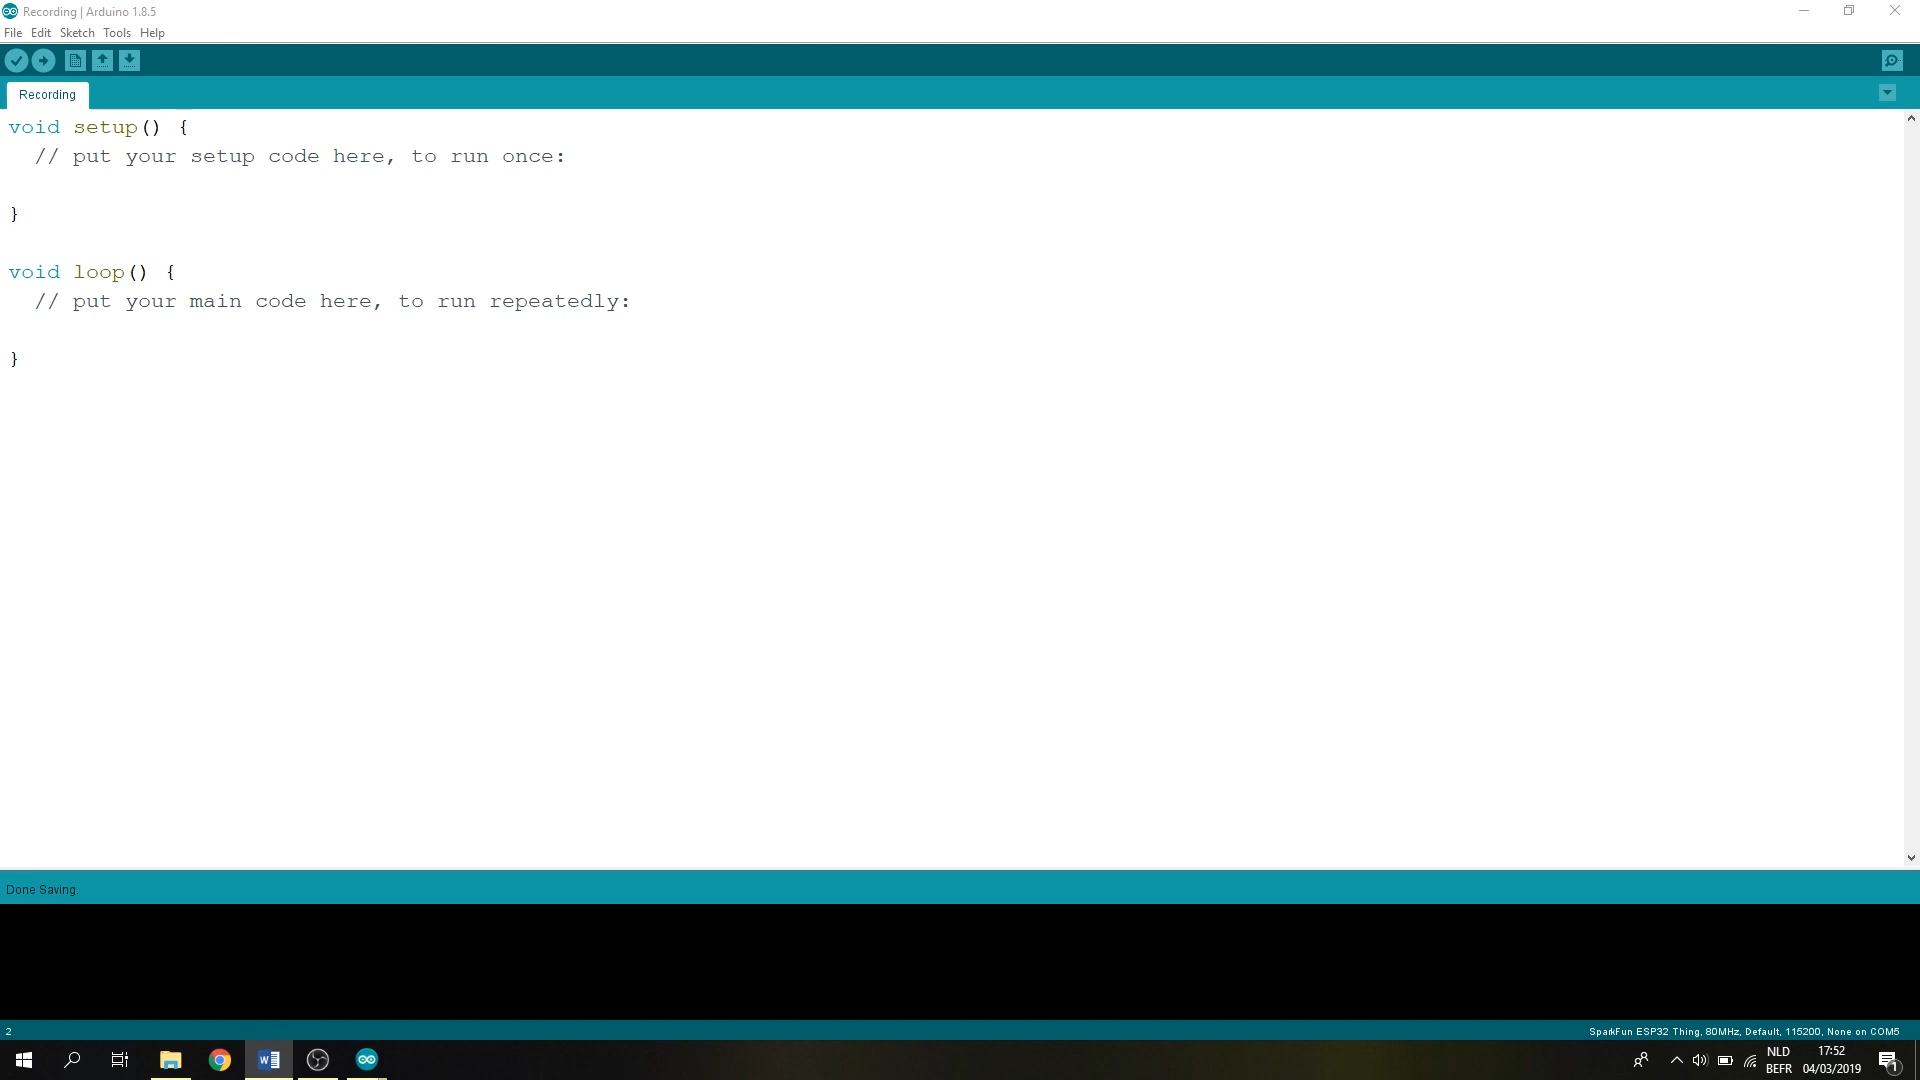 Recording | Arduino 1.8.5
File Edit Sketch Tools Help
Recording
void setup() {
// put your setup code here, to run once:
}
void loop() {
// put your main code here, to run repeatedly:
}
Done Saving.
2
SparkFun ESP32 Thing, 80MHz, Default, 115200, None on COM5
NLD
BEFR
17:52
04/03/2019
1